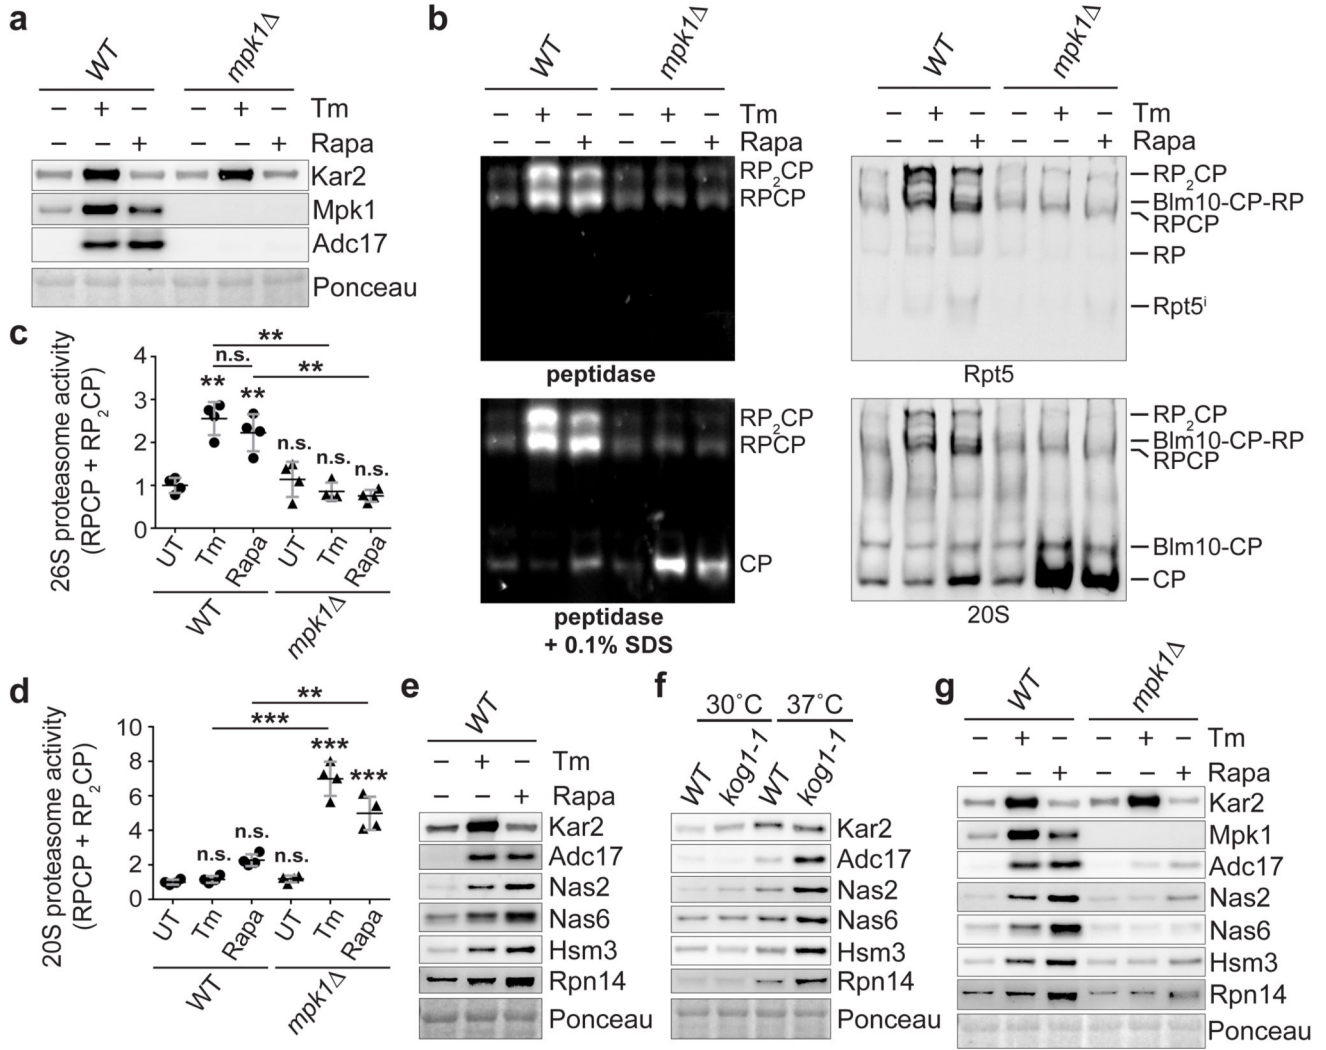 a
WT mpk1Δ
– + – – + – Tm
– – + – – + Rapa
Kar2
Mpk1
Adc17
Ponceau
b
WT mpk1Δ
– + – – + – Tm
– – + – – + Rapa
RP2CP
RPCP
peptidase
RP2CP
RPCP
CP
peptidase
+ 0.1% SDS
WT mpk1Δ
– + – – + – Tm
– – + – – + Rapa
RP2CP
Blm10-CP-RP
RPCP
RP
Rpt5i
Rpt5
RP2CP
Blm10-CP-RP
RPCP
Blm10-CP
CP
20S
c
26S proteasome activity
(RPCP + RP2CP)
4
3
2
1
0
**
n.s.
**
**
**
n.s.
n.s.
n.s.
UT Tm Rapa UT Tm Rapa
WT mpk1Δ
d
20S proteasome activity
(RPCP + RP2CP)
10
8
6
4
2
0
**
***
***
***
n.s.
n.s.
n.s.
UT Tm Rapa UT Tm Rapa
WT mpk1Δ
e
WT
– + – Tm
– – + Rapa
Kar2
Adc17
Nas2
Nas6
Hsm3
Rpn14
Ponceau
f
30˚C 37˚C
WT kog1-1 WT kog1-1
Kar2
Adc17
Nas2
Nas6
Hsm3
Rpn14
Ponceau
g
WT mpk1Δ
– + – – + – Tm
– – + – – + Rapa
Kar2
Mpk1
Adc17
Nas2
Nas6
Hsm3
Rpn14
Ponceau